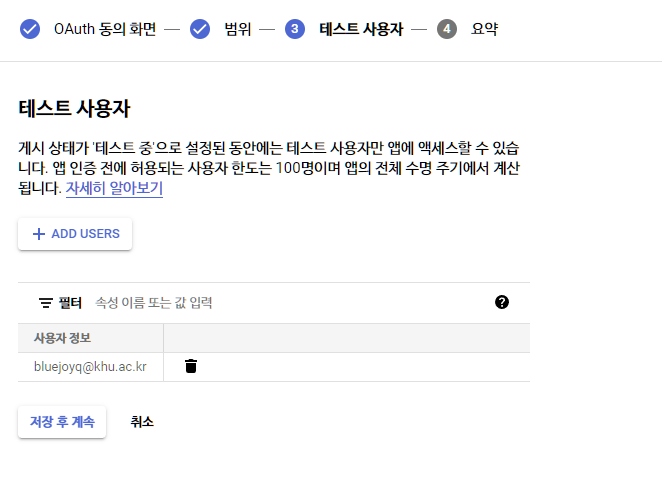 OAuth 동의 화면 — 범위 — 3 테스트 사용자 — 4 요약
테스트 사용자
게시 상태가 '테스트 중'으로 설정된 동안에는 테스트 사용자만 앱에 액세스할 수 있습
니다. 앱 인증 전에 허용되는 사용자 한도는 100명이며 앱의 전체 수명 주기에서 계산
됩니다. 자세히 알아보기
+ ADD USERS
필터 속성 이름 또는 값 입력 ?
사용자 정보
bluejoyq@khu.ac.kr
저장 후 계속 취소